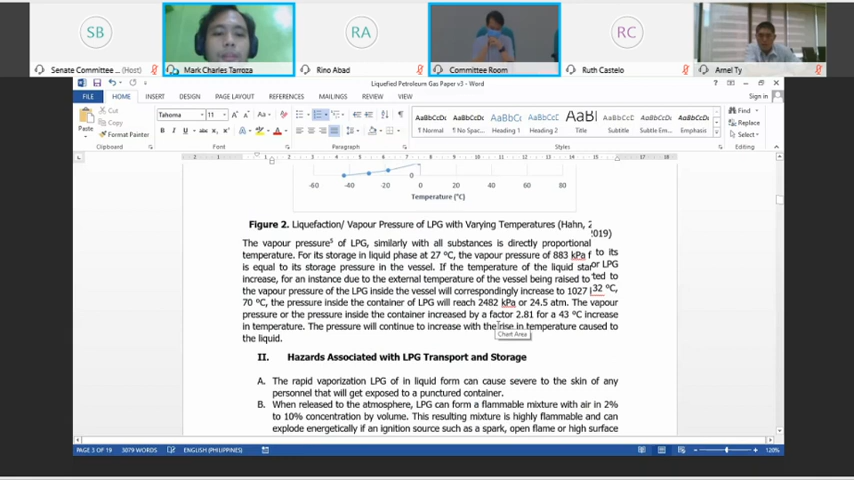 SB
RA
RC
Senate Committee ... (Host)
Mark Charles Tarroza
Rino Abad
Committee Room
Ruth Castelo
Arnel Ty
Liquefied Petroleum Gas Paper v3 - Word
FILE HOME INSERT DESIGN PAGE LAYOUT REFERENCES MAILINGS REVIEW VIEW
Sign in
Paste
Cut
Copy
Format Painter
Tahoma 11
AaBbCcDc AaBbCcDc AaBbCc AaBbCc AaBl AaBbCcD AaBbCcDc AaBbCcDc
¶ Normal ¶ No Spac... Heading 1 Heading 2 Title Subtitle Subtle Em... Emphasis
Find
Replace
Select
Clipboard Font Paragraph Styles Editing
-60 -40 -20 0 20 40 60 80
0
Temperature (°C)
Figure 2. Liquefaction/ Vapour Pressure of LPG with Varying Temperatures (Hahn, 2
2019)
The vapour pressure⁵ of LPG, similarly with all substances is directly proportional to its
temperature. For its storage in liquid phase at 27 °C, the vapour pressure of 883 kPa f or LPG
is equal to its storage pressure in the vessel. If the temperature of the liquid star ted to
increase, for an instance due to the external temperature of the vessel being raised to 32 °C,
the vapour pressure of the LPG inside the vessel will correspondingly increase to 1027
70 °C, the pressure inside the container of LPG will reach 2482 kPa or 24.5 atm. The vapour
pressure or the pressure inside the container increased by a factor 2.81 for a 43 °C increase
in temperature. The pressure will continue to increase with the rise in temperature caused to
the liquid.
Chart Area
II. Hazards Associated with LPG Transport and Storage
A. The rapid vaporization LPG of in liquid form can cause severe to the skin of any
personnel that will get exposed to a punctured container.
B. When released to the atmosphere, LPG can form a flammable mixture with air in 2%
to 10% concentration by volume. This resulting mixture is highly flammable and can
explode energetically if an ignition source such as a spark, open flame or high surface
PAGE 3 OF 19 3079 WORDS ENGLISH (PHILIPPINES) 120%